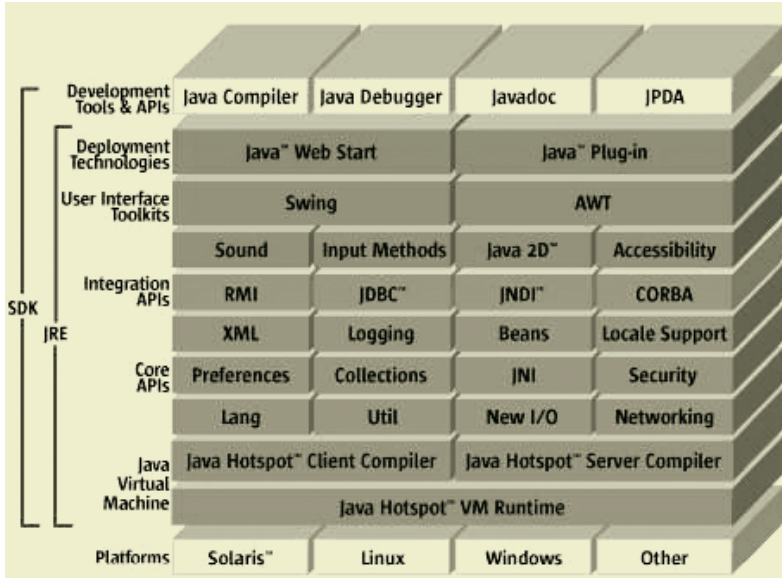 Development
Tools & APIs
Java Compiler
Java Debugger
Javadoc
JPDA
Deployment
Technologies
Java™ Web Start
Java™ Plug-in
User Interface
Toolkits
Swing
AWT
Sound
Input Methods
Java 2D™
Accessibility
Integration
APIs
RMI
JDBC™
JNDI™
CORBA
SDK
JRE
XML
Logging
Beans
Locale Support
Core
APIs
Preferences
Collections
JNI
Security
Lang
Util
New I/O
Networking
Java
Virtual
Machine
Java Hotspot™ Client Compiler
Java Hotspot™ Server Compiler
Java Hotspot™ VM Runtime
Platforms
Solaris™
Linux
Windows
Other